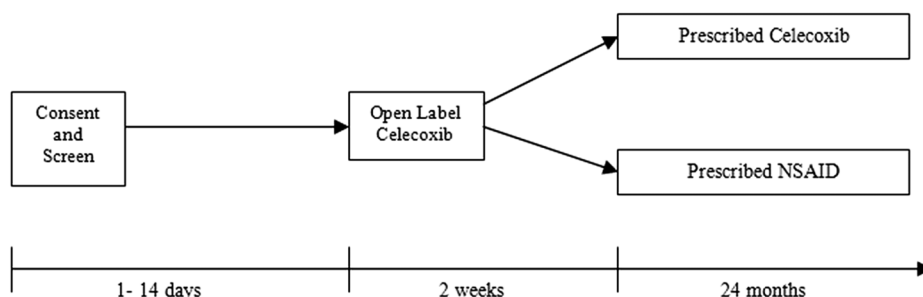 Prescribed Celecoxib
Consent
and
Screen
Open Label
Celecoxib
Prescribed NSAID
1- 14 days
2 weeks
24 months